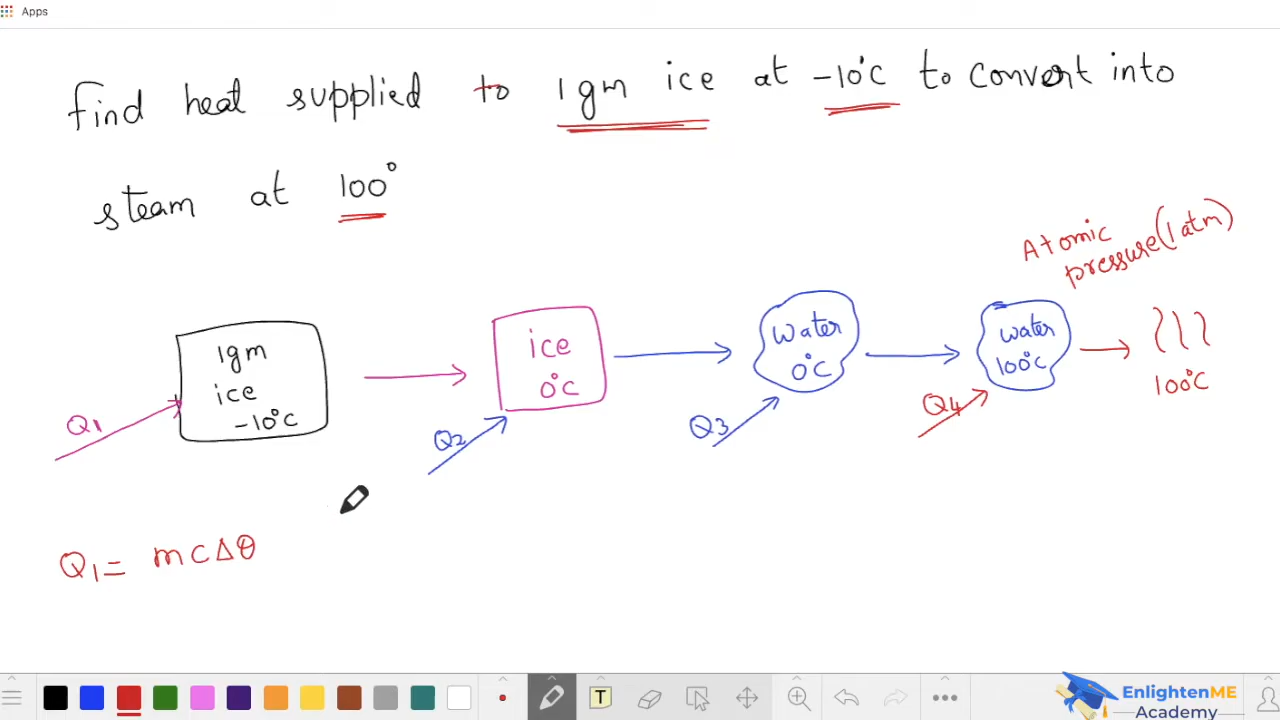 Apps
Find heat supplied to 1gm ice at -10°C to convert into
steam at 100°
Atomic
pressure(1atm)
1gm
ice
-10°C
ice
0°C
water
0°C
water
100°C
100°C
Q1
Q2
Q3
Q4
Q1= mcΔθ
T
EnlightenME
Academy